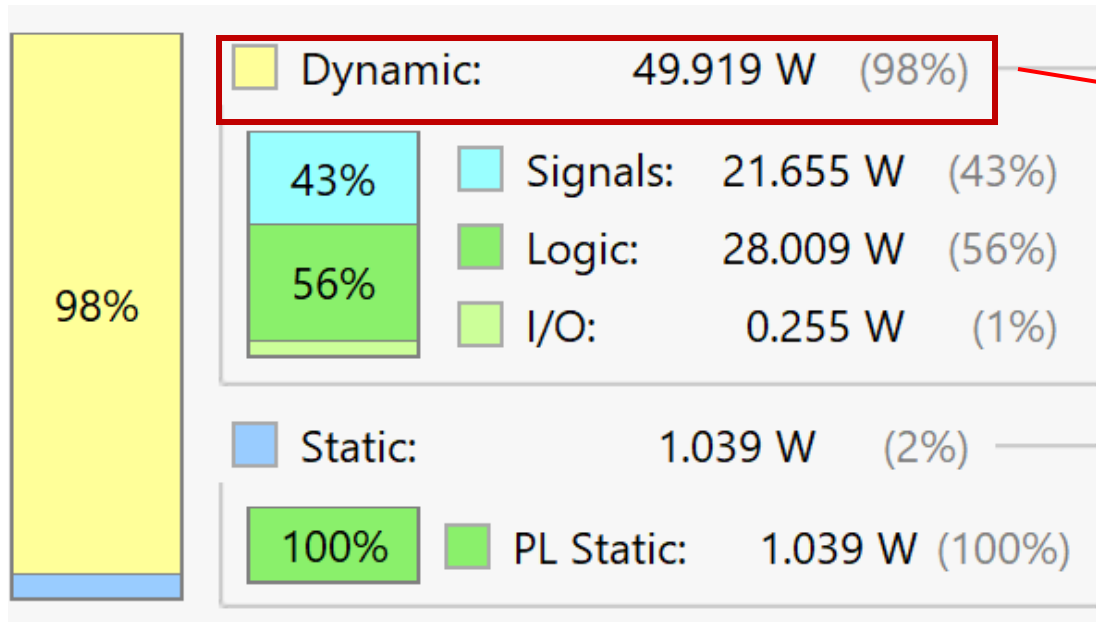 Dynamic: 49.919 W (98%)
43% Signals: 21.655 W (43%)
56% Logic: 28.009 W (56%)
98%
I/O: 0.255 W (1%)
Static: 1.039 W (2%)
100% PL Static: 1.039 W (100%)